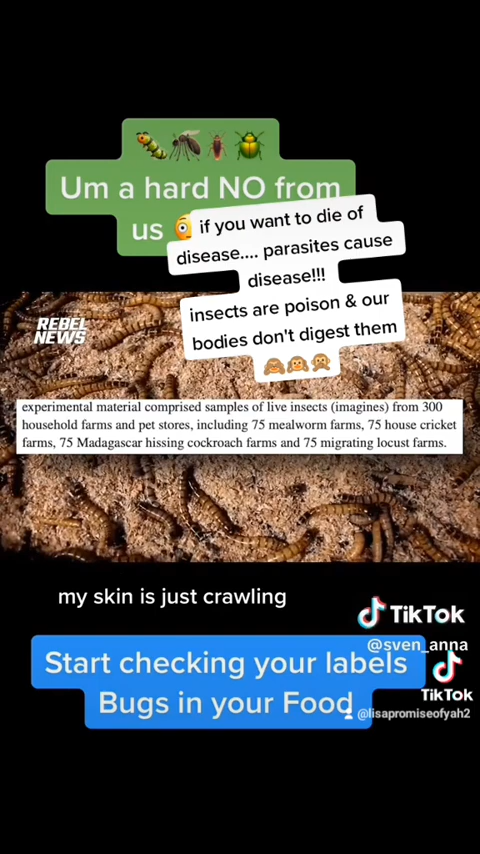 Um a hard NO from
us
if you want to die of
disease.... parasites cause
disease!!!
insects are poison & our
bodies don't digest them
REBEL
NEWS
experimental material comprised samples of live insects (imagines) from 300
household farms and pet stores, including 75 mealworm farms, 75 house cricket
farms, 75 Madagascar hissing cockroach farms and 75 migrating locust farms.
my skin is just crawling
TikTok
@sven_anna
Start checking your labels
Bugs in your Food
TikTok
@lisapromiseofyah2